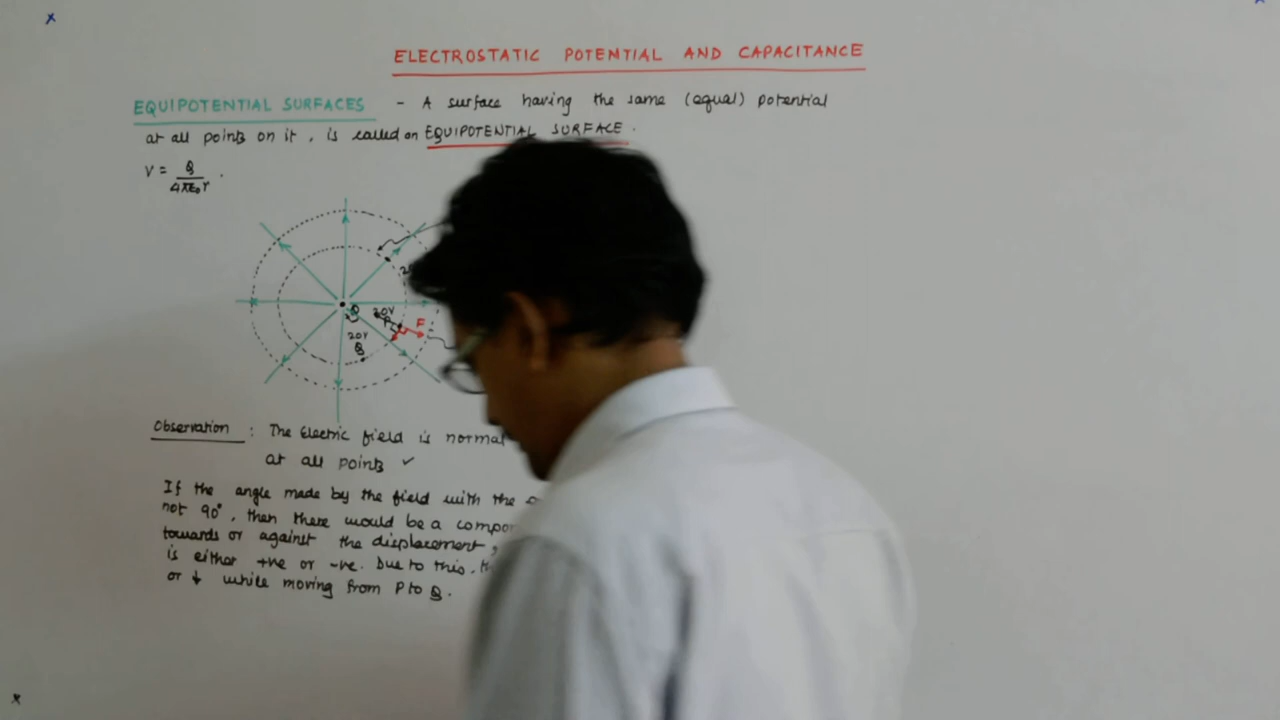 ELECTROSTATIC POTENTIAL AND CAPACITANCE
EQUIPOTENTIAL SURFACES - A surface having the same (equal) potential
at all points on it, is called an EQUIPOTENTIAL SURFACE.
V = Q / 4πε₀r .
20V
P
F
20V
Q
Observation : The Electric field is normal
at all points ✓
If the angle made by the field with the
not 90°, then there would be a
towards or against the displacement,
is either +ve or -ve. Due to this,
or ↓ while moving from P to Q.